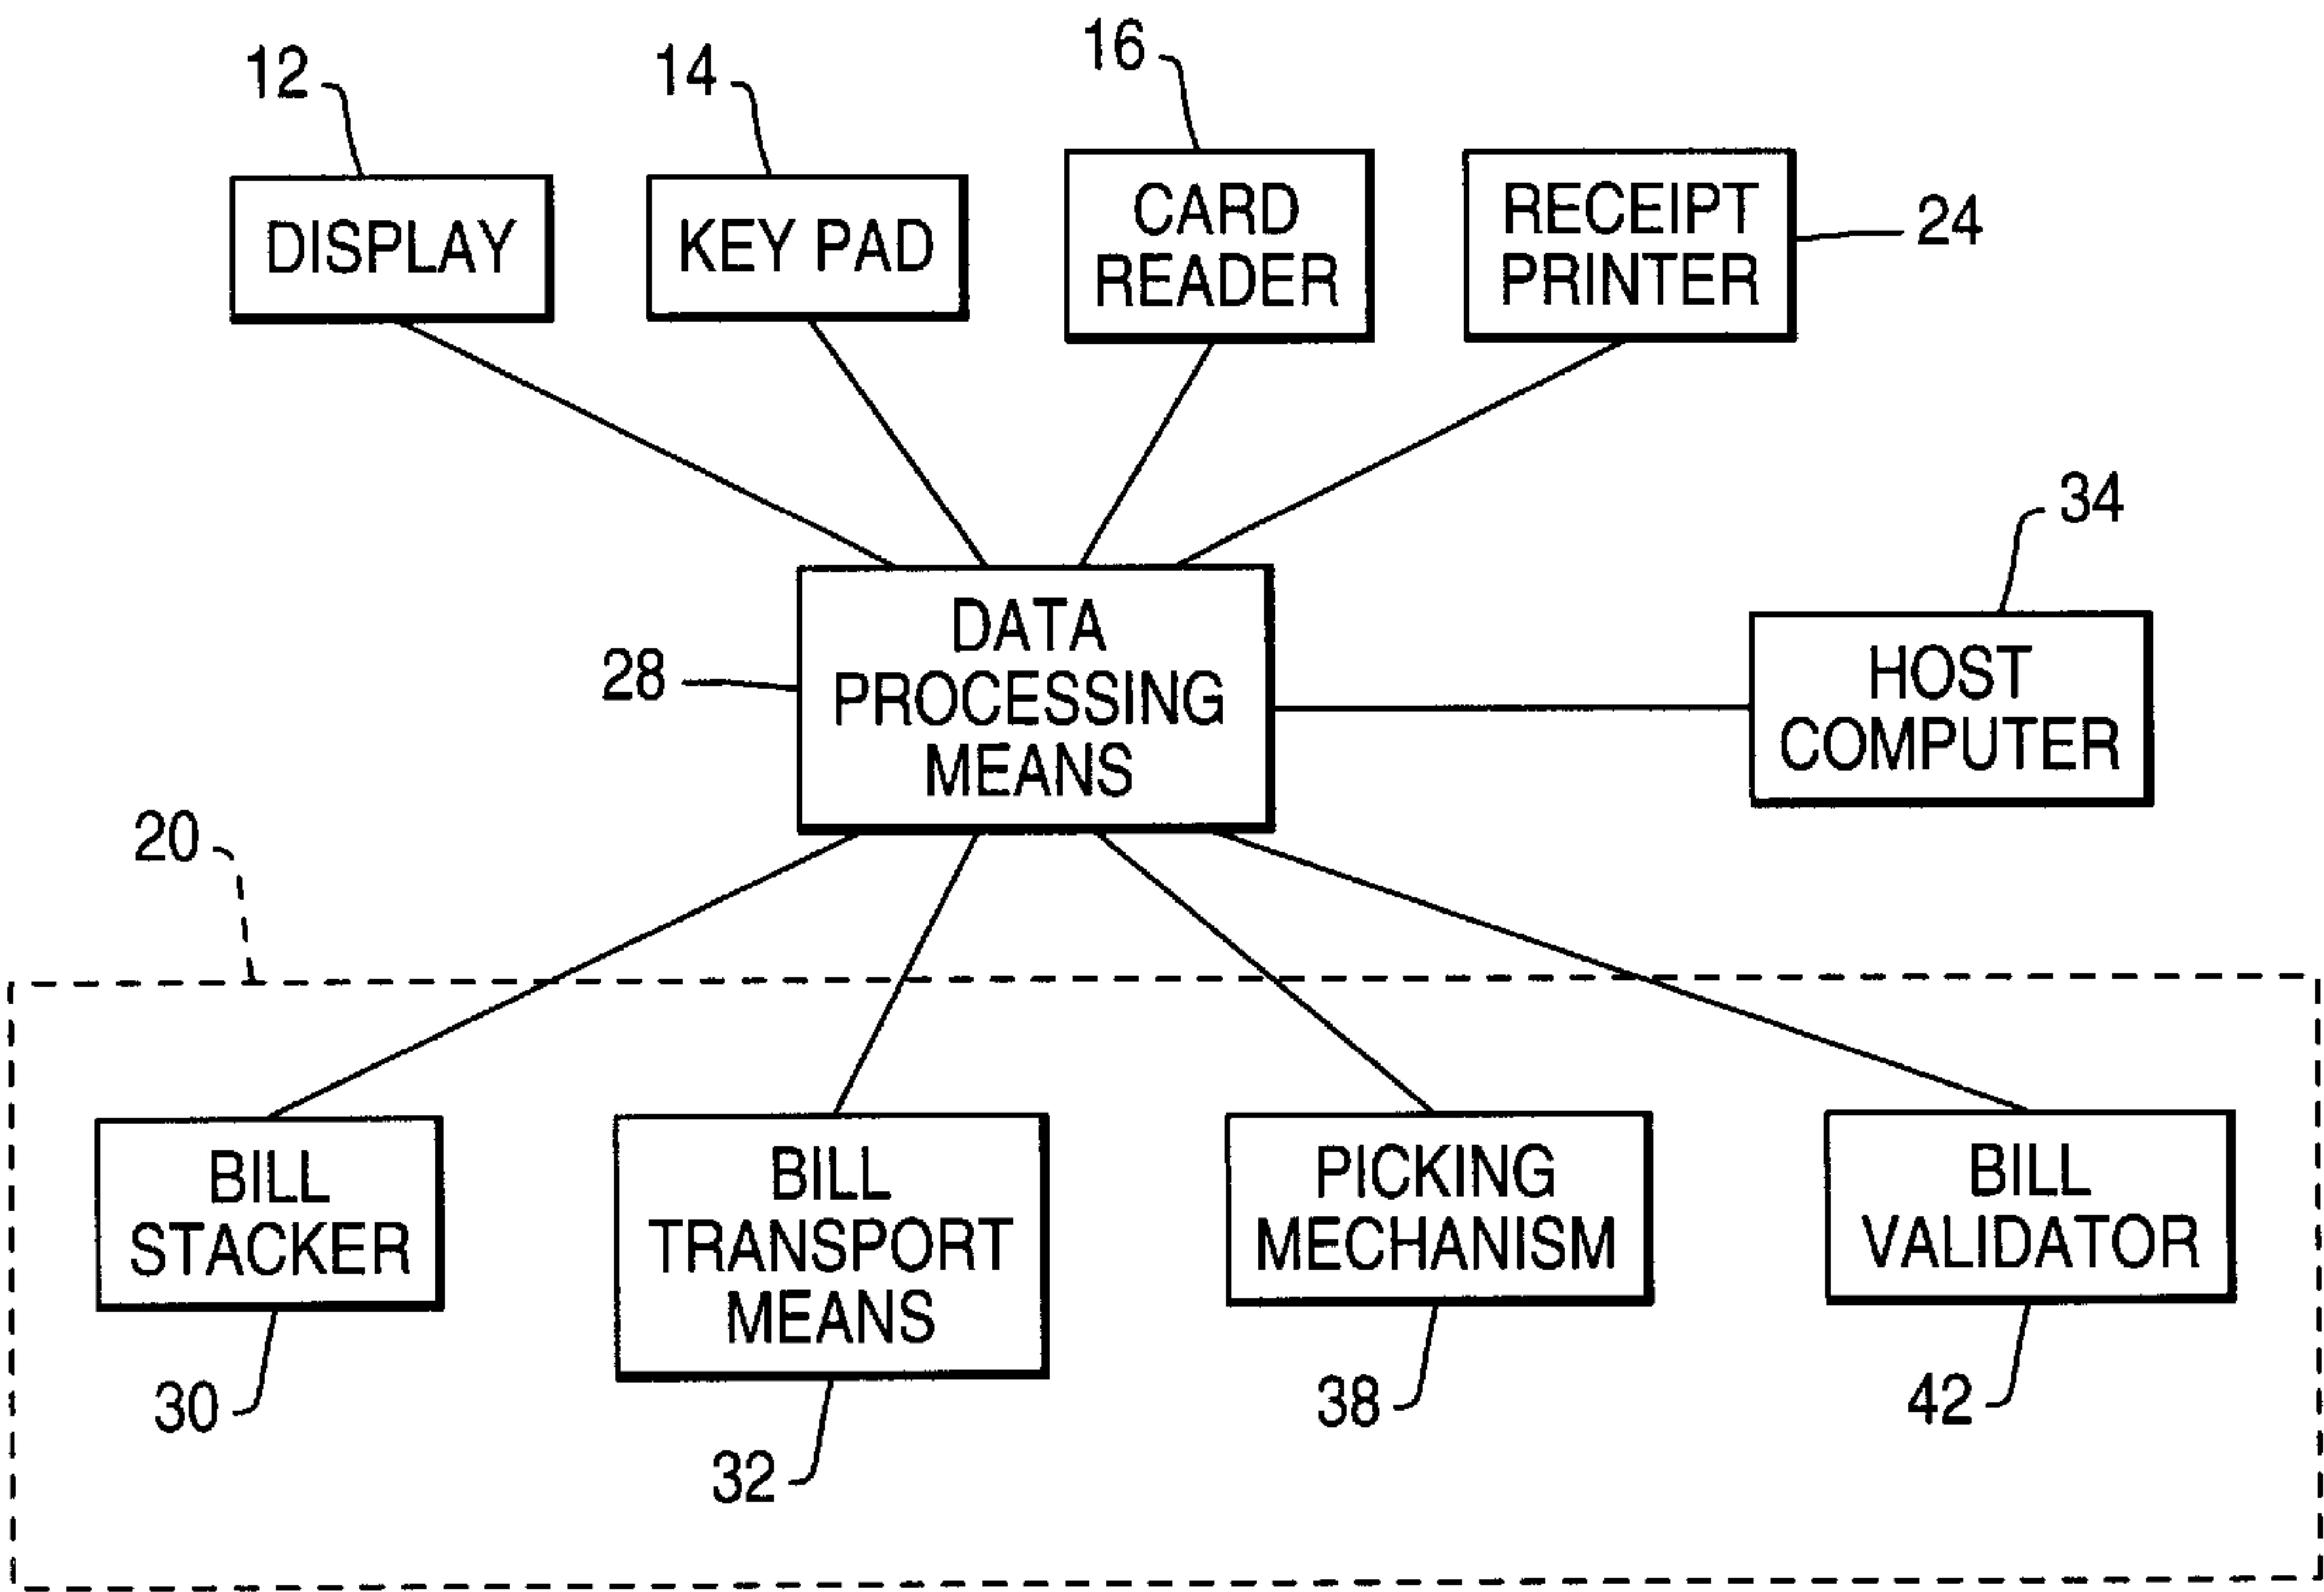 12
14
16
DISPLAY
KEY PAD
CARD
READER
RECEIPT
PRINTER
24
34
28
DATA
PROCESSING
MEANS
HOST
COMPUTER
20
BILL
STACKER
BILL
TRANSPORT
MEANS
PICKING
MECHANISM
BILL
VALIDATOR
30
32
38
42